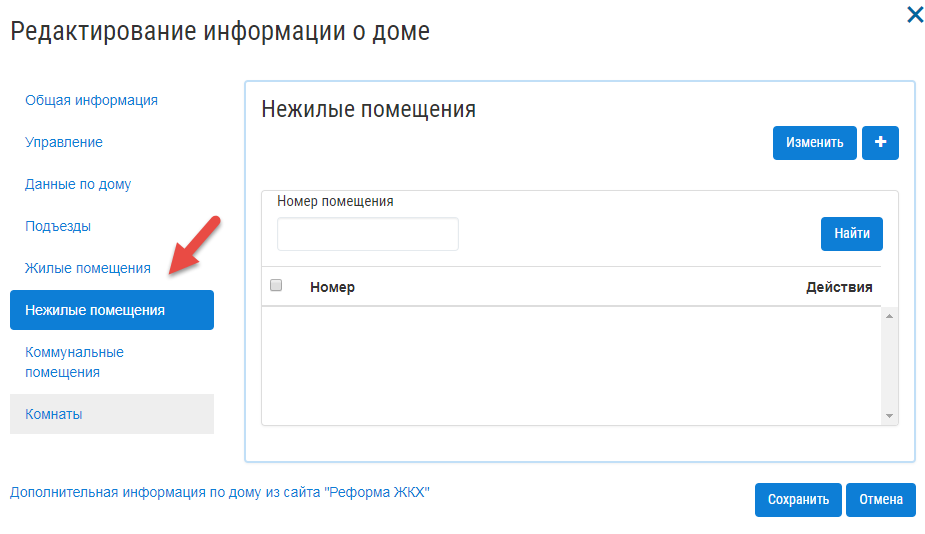 Редактирование информации о доме
Общая информация
Управление
Данные по дому
Подъезды
Жилые помещения
Нежилые помещения
Коммунальные
помещения
Комнаты
Нежилые помещения
Изменить +
Номер помещения
Найти
Номер Действия
Дополнительная информация по дому из сайта "Реформа ЖКХ"
Сохранить Отмена